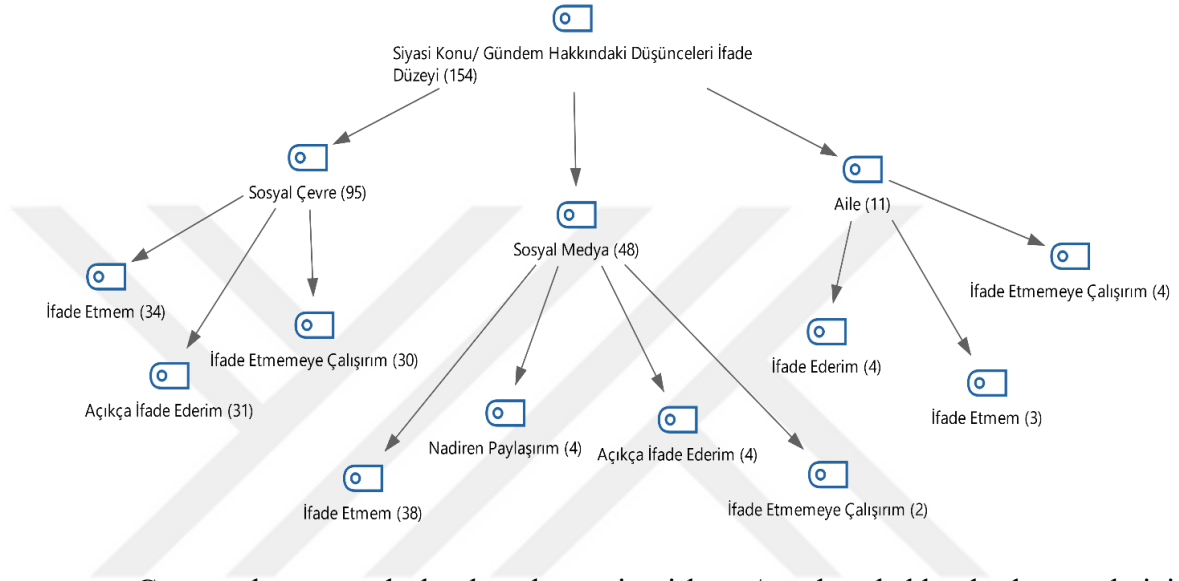 Siyasi Konu/ Gündem Hakkındaki Düşünceleri İfade
Düzeyi (154)
Sosyal Çevre (95)
İfade Etmem (34)
Açıkça İfade Ederim (31)
İfade Etmemeye Çalışırım (30)
Sosyal Medya (48)
İfade Etmem (38)
Nadiren Paylaşırım (4)
Açıkça İfade Ederim (4)
İfade Etmemeye Çalışırım (2)
Aile (11)
İfade Ederim (4)
İfade Etmem (3)
İfade Etmemeye Çalışırım (4)